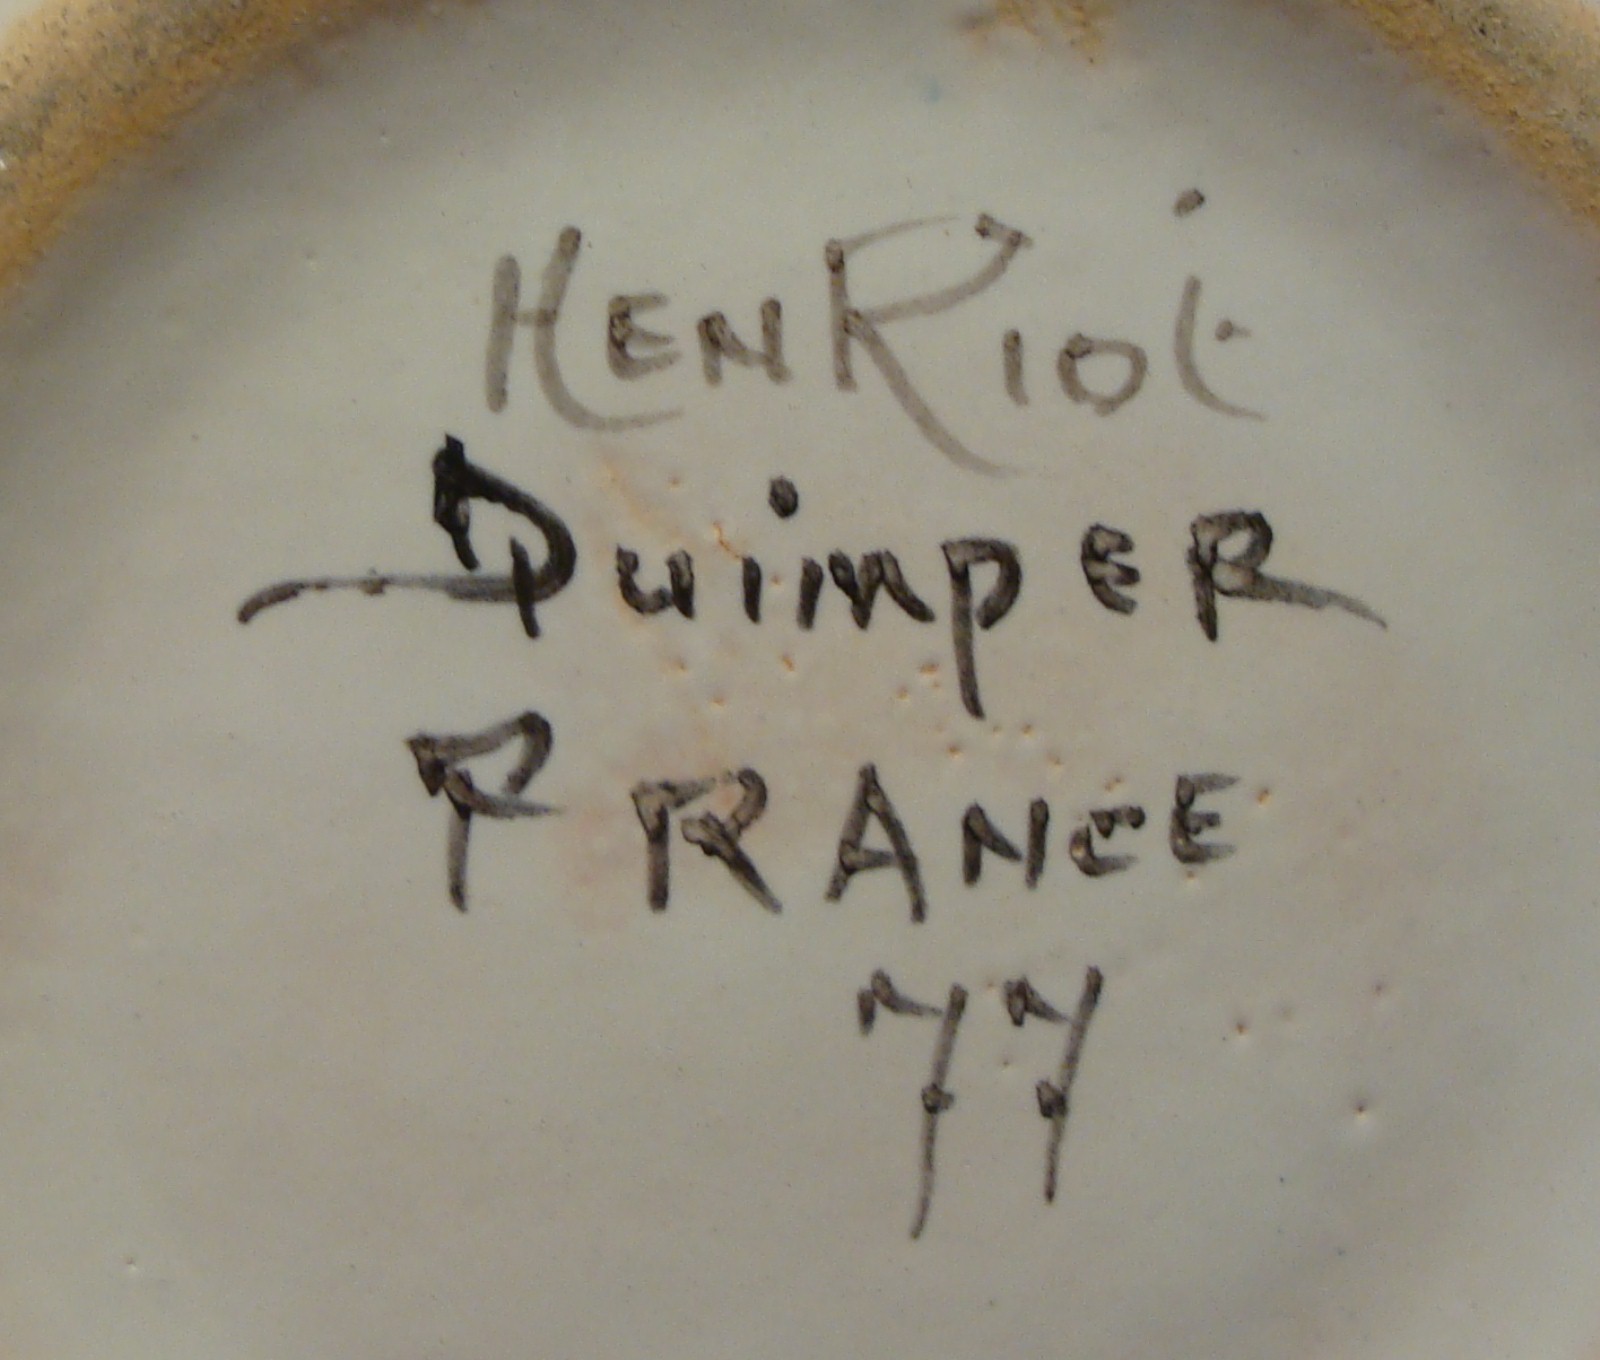 HENRiot
Quimper
FRANCE
77